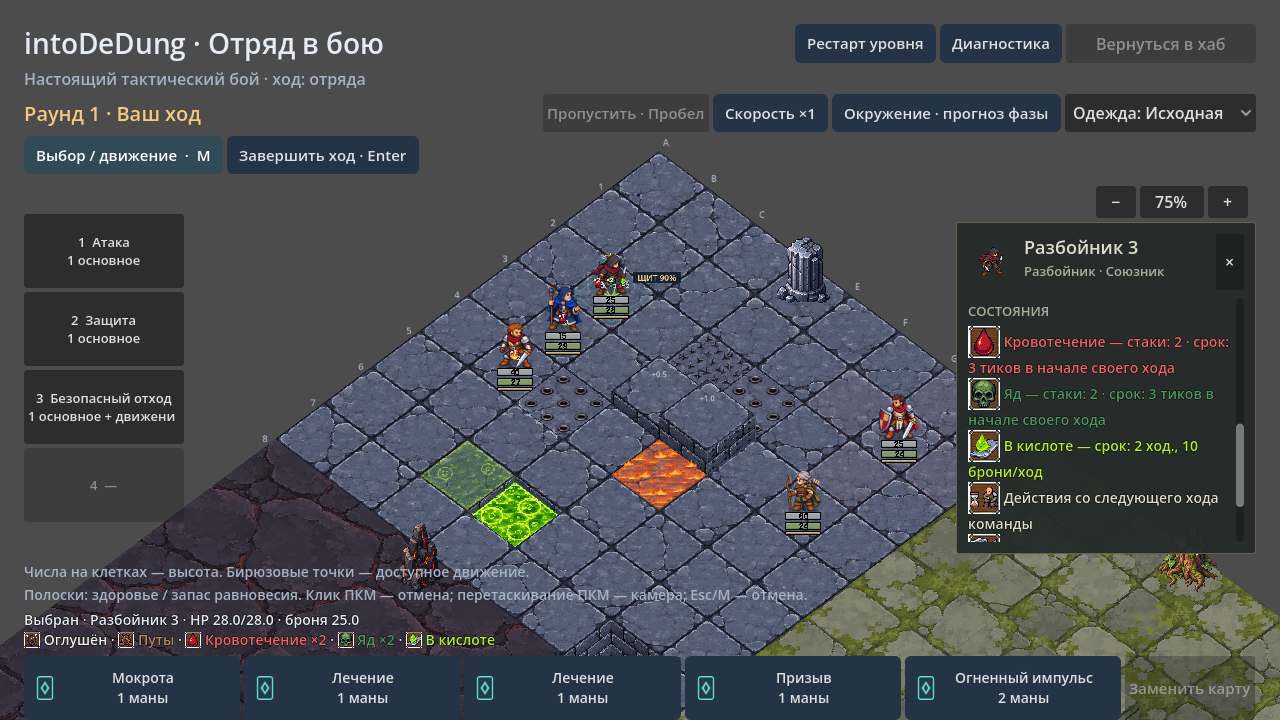 intoDeDung · Отряд в бою
Рестарт уровня
Диагностика
Вернуться в хаб
Настоящий тактический бой · ход: отряда
Раунд 1 · Ваш ход
Пропустить · Пробел
Скорость ×1
Окружение · прогноз фазы
Одежда: Исходная
Выбор / движение · М
Завершить ход · Enter
A
B
C
E
F
G
1
2
3
4
5
6
7
8
− 75% +
1 Атака
1 основное
2 Защита
1 основное
3 Безопасный отход
1 основное + движени
4 —
ЩИТ 90%
25
28
15
41
27
+0.5
+1.0
25
24
Разбойник 3
Разбойник · Союзник
×
СОСТОЯНИЯ
Кровотечение — стаки: 2 · срок:
3 тиков в начале своего хода
Яд — стаки: 2 · срок: 3 тиков в
начале своего хода
В кислоте — срок: 2 ход., 10
брони/ход
Действия со следующего хода
команды
Числа на клетках — высота. Бирюзовые точки — доступное движение.
Полоски: здоровье / запас равновесия. Клик ПКМ — отмена; перетаскивание ПКМ — камера; Esc/M — отмена.
Выбран · Разбойник 3 · HP 28.0/28.0 · броня 25.0
Оглушён · Путы · Кровотечение ×2 · Яд ×2 · В кислоте
Мокрота
1 маны
Лечение
1 маны
Лечение
1 маны
Призыв
1 маны
Огненный импульс
2 маны
Заменить карту